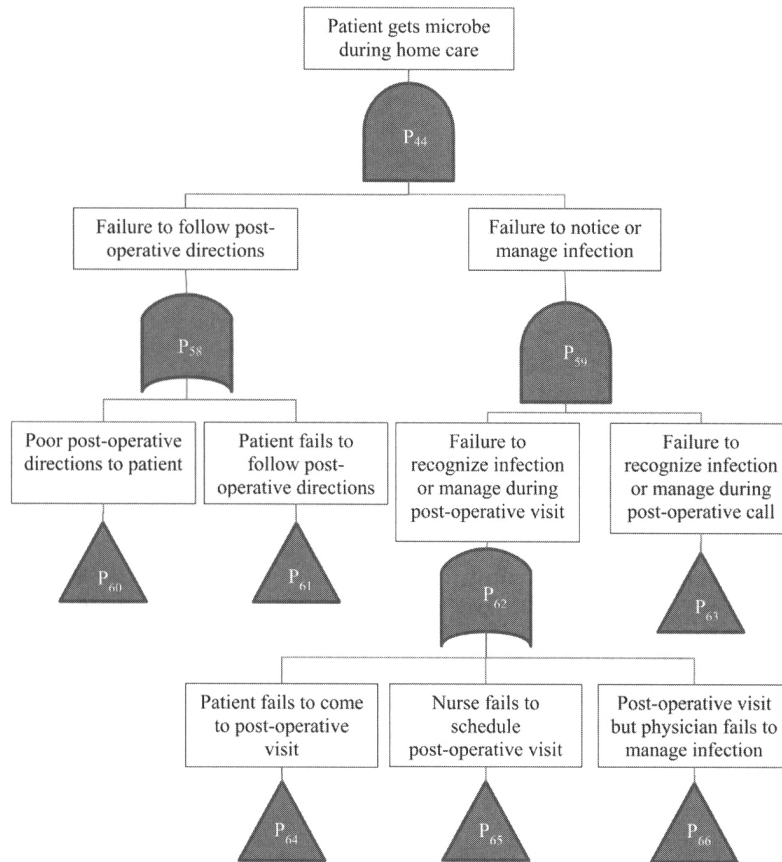 Patient gets microbe
during home care
P44
Failure to follow post-
operative directions
Failure to notice or
manage infection
P58
P59
Poor post-operative
directions to patient
Patient fails to
follow post-
operative directions
Failure to
recognize infection
or manage during
post-operative visit
Failure to
recognize infection
or manage during
post-operative call
P60
P61
P62
P63
Patient fails to come
to post-operative
visit
Nurse fails to
schedule
post-operative visit
Post-operative visit
but physician fails to
manage infection
P64
P65
P66